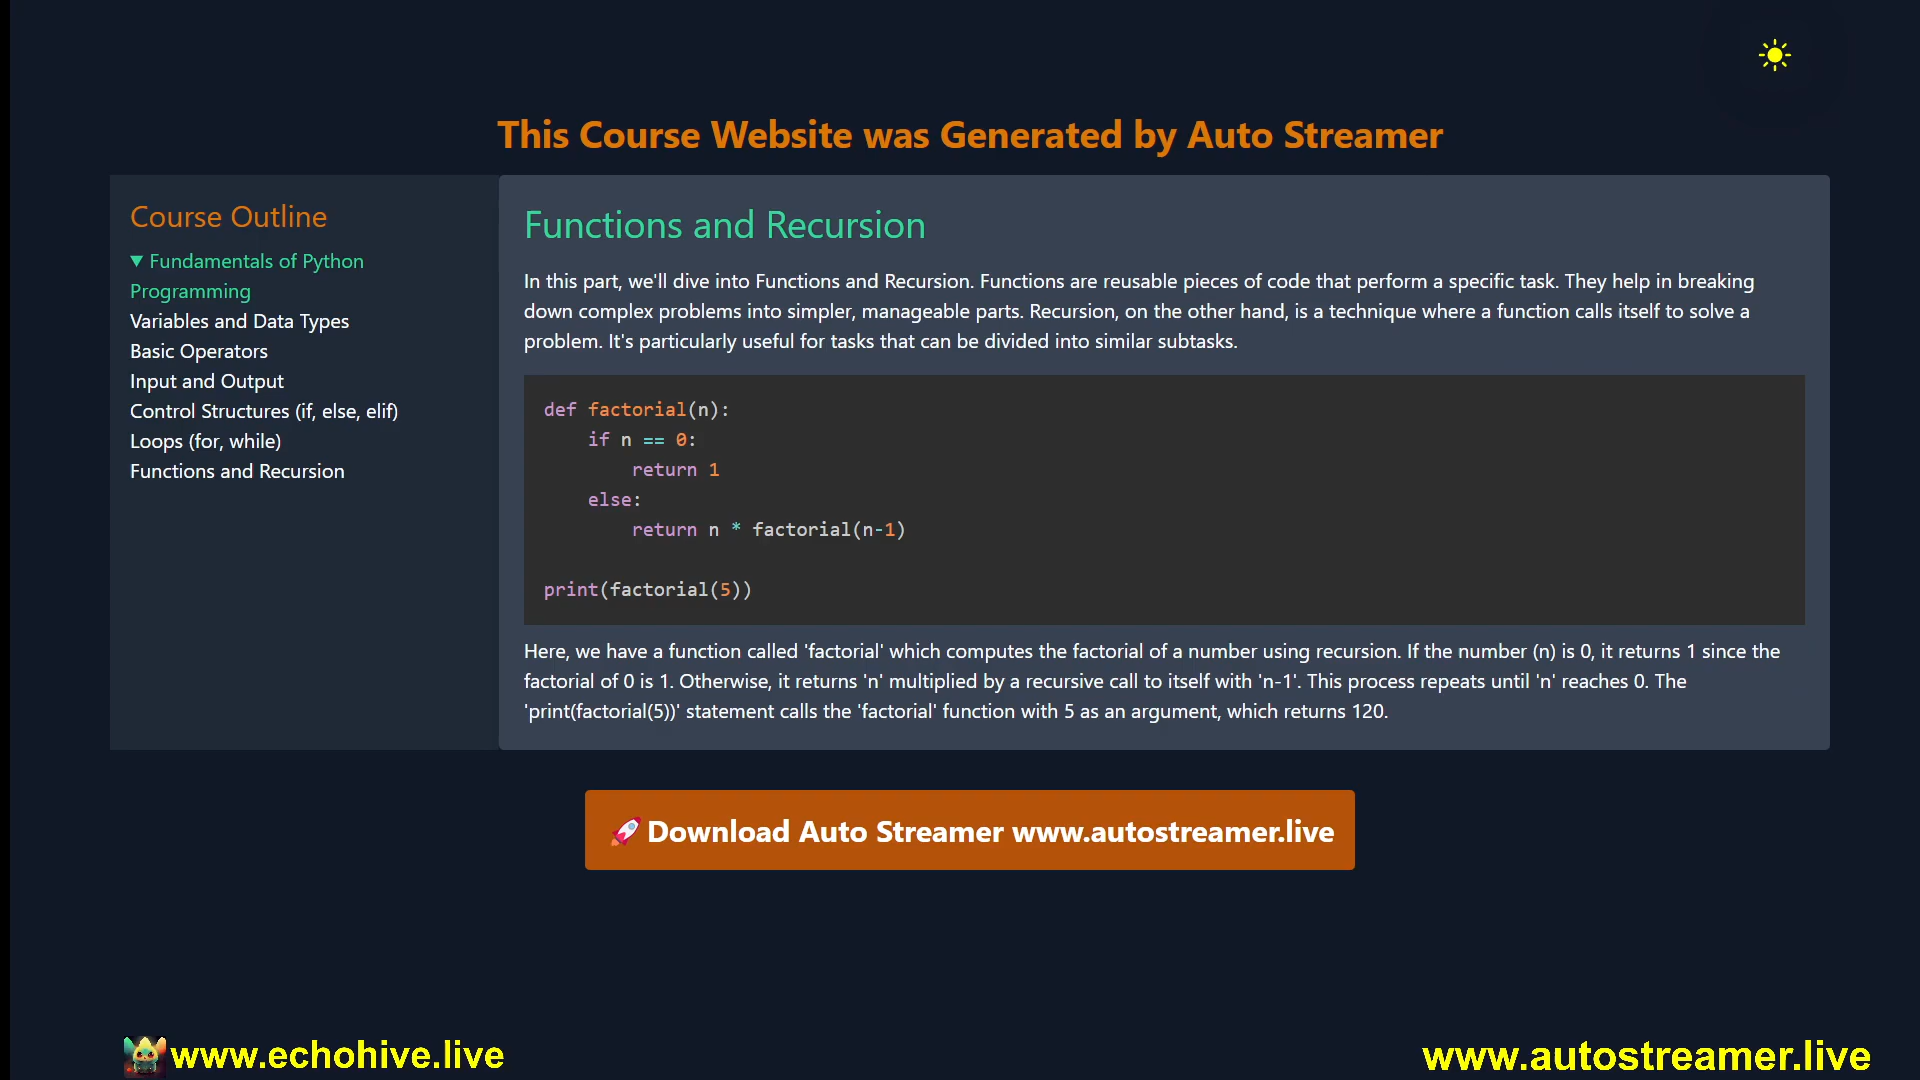 This Course Website was Generated by Auto Streamer
Course Outline
▼ Fundamentals of Python
Programming
Variables and Data Types
Basic Operators
Input and Output
Control Structures (if, else, elif)
Loops (for, while)
Functions and Recursion
Functions and Recursion
In this part, we'll dive into Functions and Recursion. Functions are reusable pieces of code that perform a specific task. They help in breaking
down complex problems into simpler, manageable parts. Recursion, on the other hand, is a technique where a function calls itself to solve a
problem. It's particularly useful for tasks that can be divided into similar subtasks.
def factorial(n):
    if n == 0:
        return 1
    else:
        return n * factorial(n-1)
print(factorial(5))
Here, we have a function called 'factorial' which computes the factorial of a number using recursion. If the number (n) is 0, it returns 1 since the
factorial of 0 is 1. Otherwise, it returns 'n' multiplied by a recursive call to itself with 'n-1'. This process repeats until 'n' reaches 0. The
'print(factorial(5))' statement calls the 'factorial' function with 5 as an argument, which returns 120.
🚀Download Auto Streamer www.autostreamer.live
www.echohive.live
www.autostreamer.live